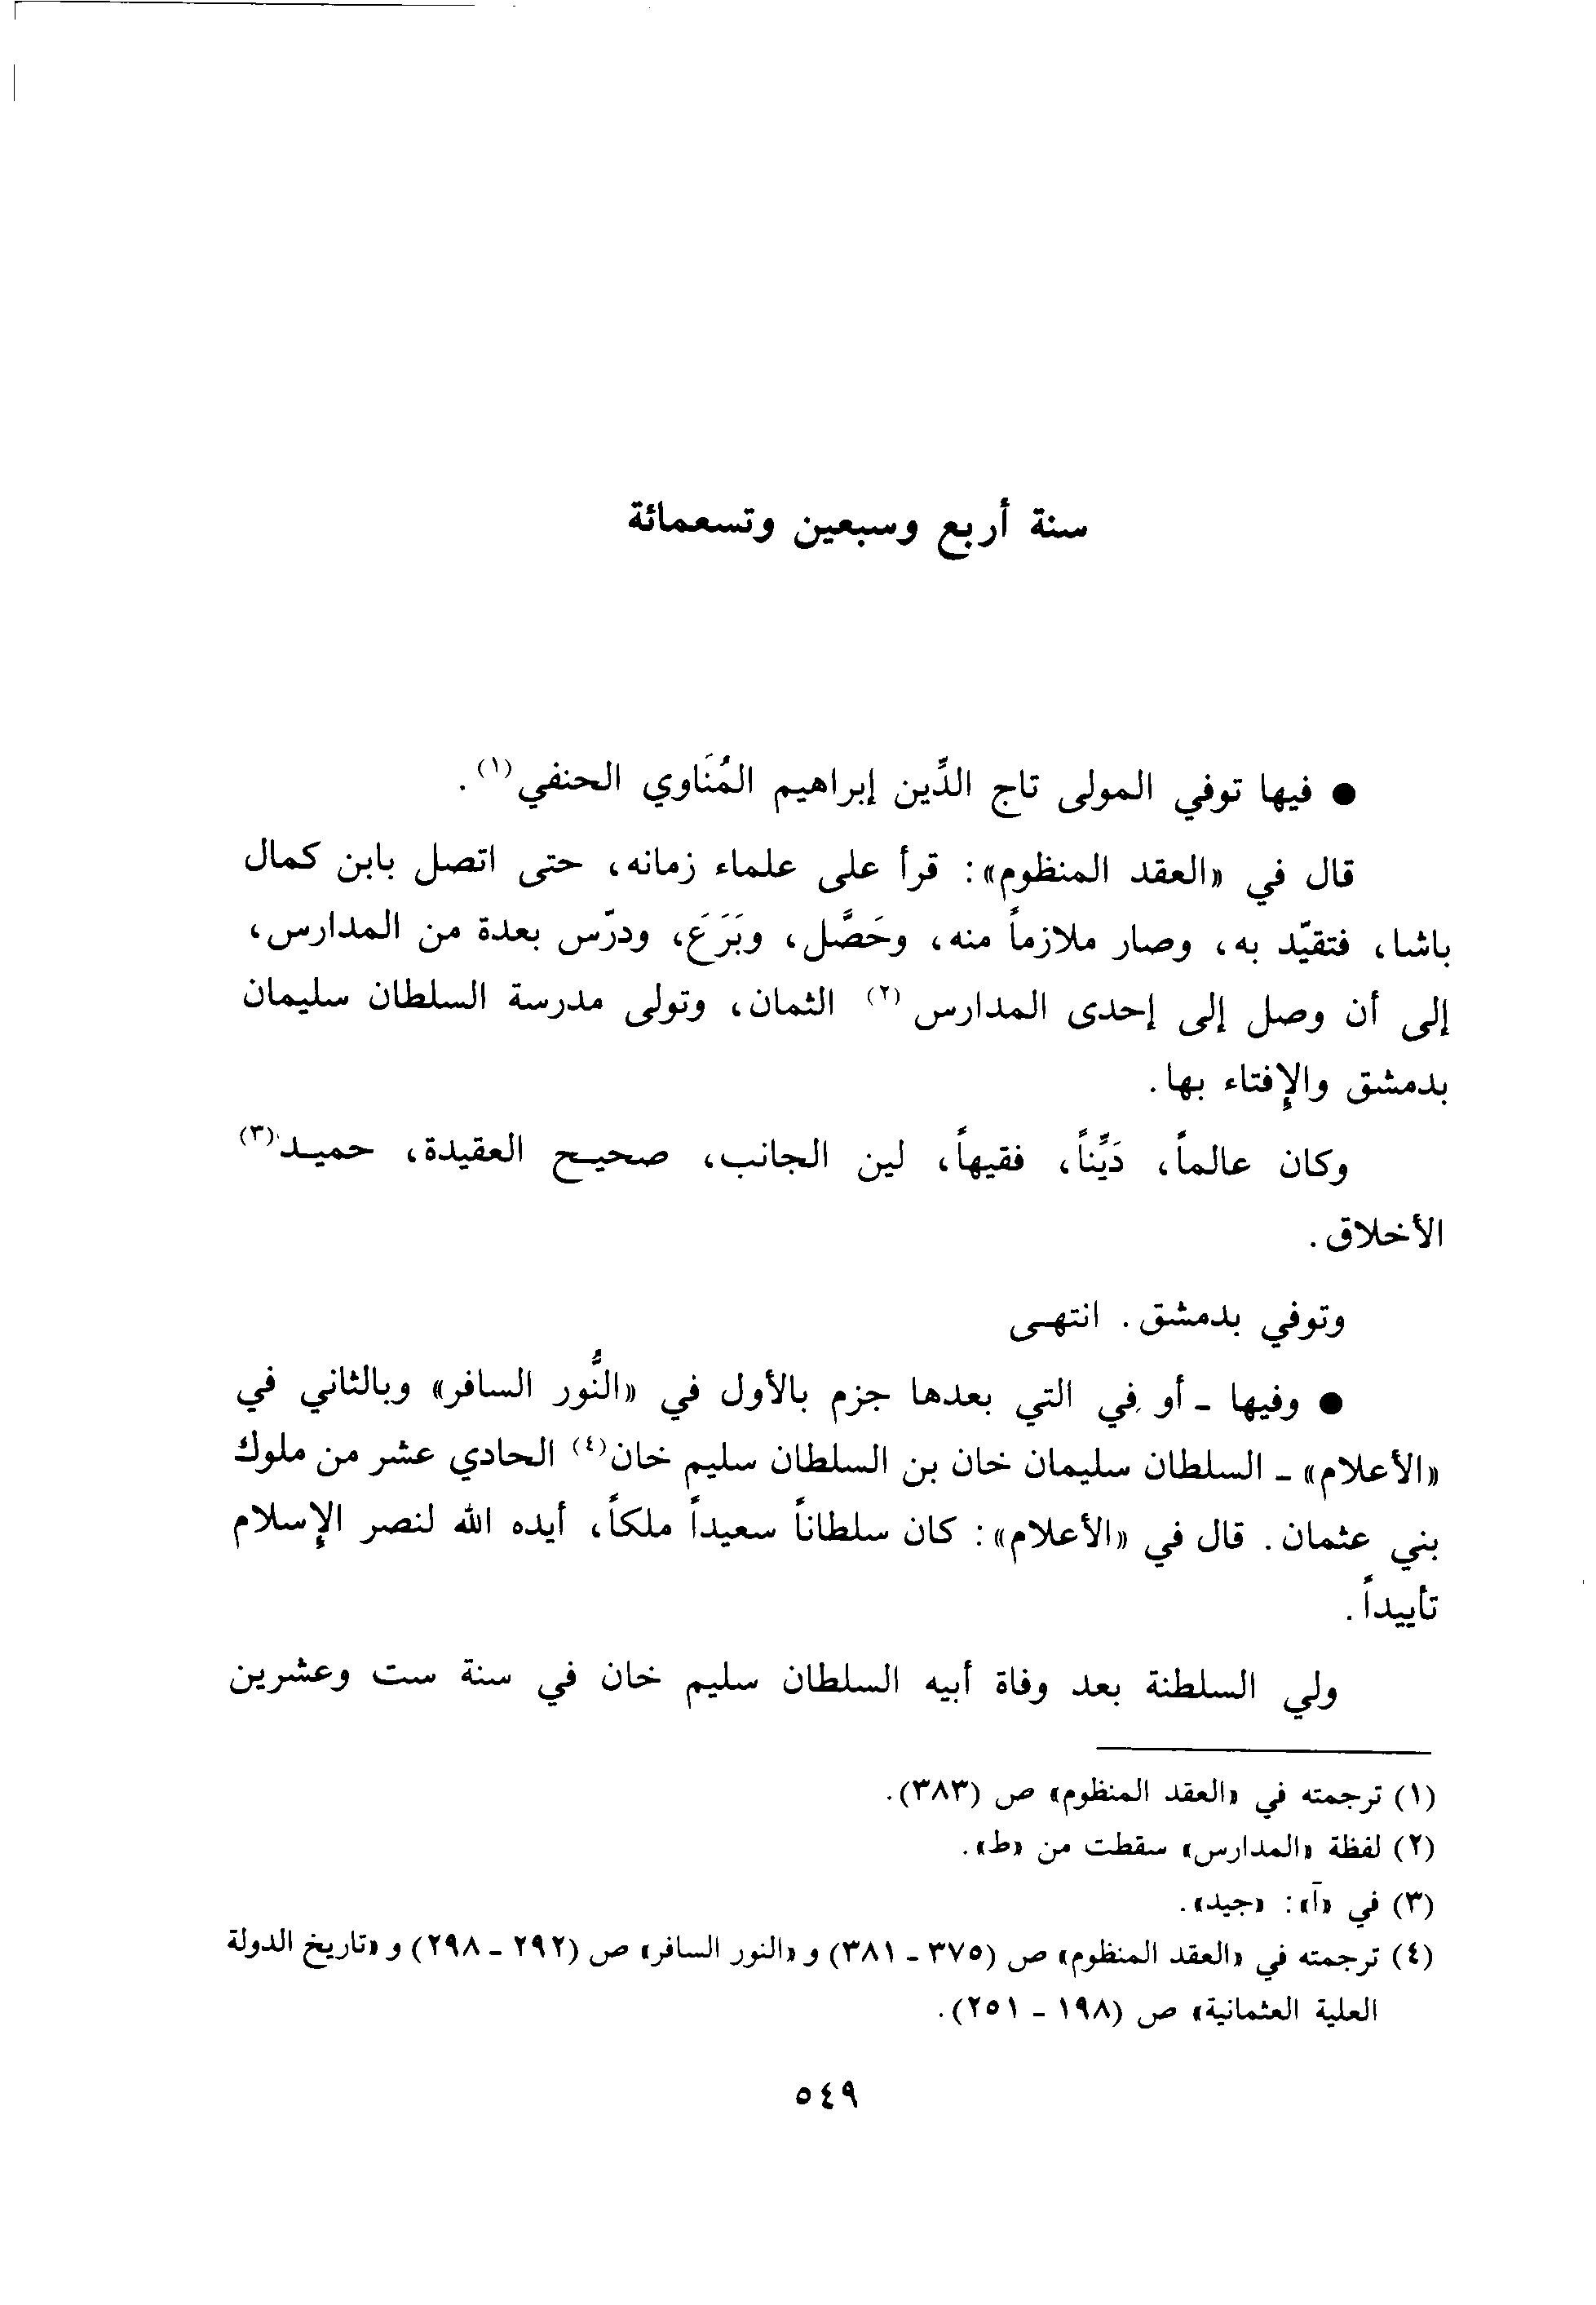 سنة أربع وسبعين وتسعمائة
● فيها توفي المولى تاج الدِّين إبراهيم المُنَاوي الحنفي(١).
قال في «العقد المنظوم»: قرأ على علماء زمانه، حتى اتصل بابن كمال
باشا، فتقيّد به، وصار ملازماً منه، وحَصَّل، وبَرَعَ، ودرّس بعدة من المدارس،
إلى أن وصل إلى إحدى المدارس(٢) الثمان، وتولى مدرسة السلطان سليمان
بدمشق والإفتاء بها.
وكان عالماً، دَيِّناً، فقيهاً، لين الجانب، صحيح العقيدة، حميد(٣)
الأخلاق.
وتوفي بدمشق. انتهى
● وفيها - أو في التي بعدها جزم بالأول في «النُّور السافر» وبالثاني في
«الأعلام» - السلطان سليمان خان بن السلطان سليم خان(٤) الحادي عشر من ملوك
بني عثمان. قال في «الأعلام»: كان سلطاناً سعيداً ملكاً، أيده الله لنصر الإسلام
تأييداً.
ولي السلطنة بعد وفاة أبيه السلطان سليم خان في سنة ست وعشرين
(١) ترجمته في «العقد المنظوم» ص (٣٨٣).
(٢) لفظة «المدارس» سقطت من «ط».
(٣) في «آ»: «جيد».
(٤) ترجمته في «العقد المنظوم» ص (٣٧٥ - ٣٨١) و «النور السافر» ص (٢٩٢ - ٢٩٨) و «تاريخ الدولة
العلية العثمانية» ص (١٩٨ - ٢٥١).
٥٤٩